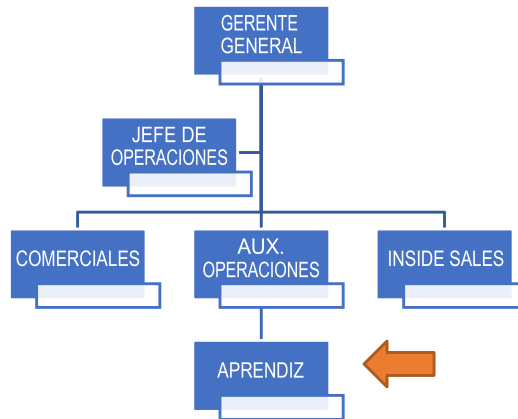 GERENTE
GENERAL
JEFE DE
OPERACIONES
COMERCIALES
AUX.
OPERACIONES
INSIDE SALES
APRENDIZ